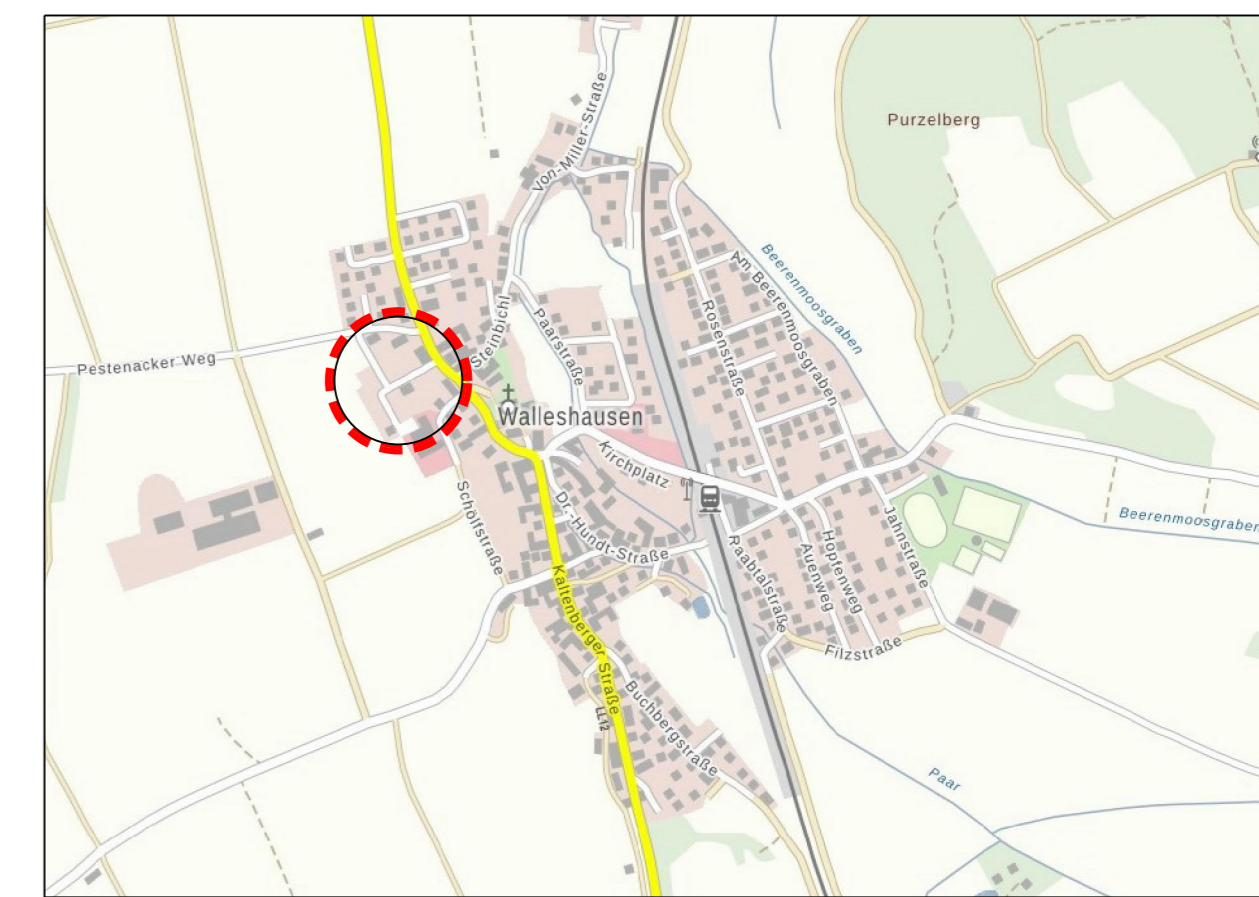 Purzelberg
Von-Miller-Straße
Beerenmoosgraben
Am Beerenmoosgraben
Steinbichl
Paarstraße
Rosenstraße
Pestenacker Weg
Walleshausen
Kirchplatz
Schölfstraße
Dr.-Hundt-Straße
Jahnstraße
Beerenmoosgraben
Hopfenweg
Auenweg
Raabtalstraße
Kaltenberger Straße
Filzstraße
Buchbergstraße
LL12
Paar